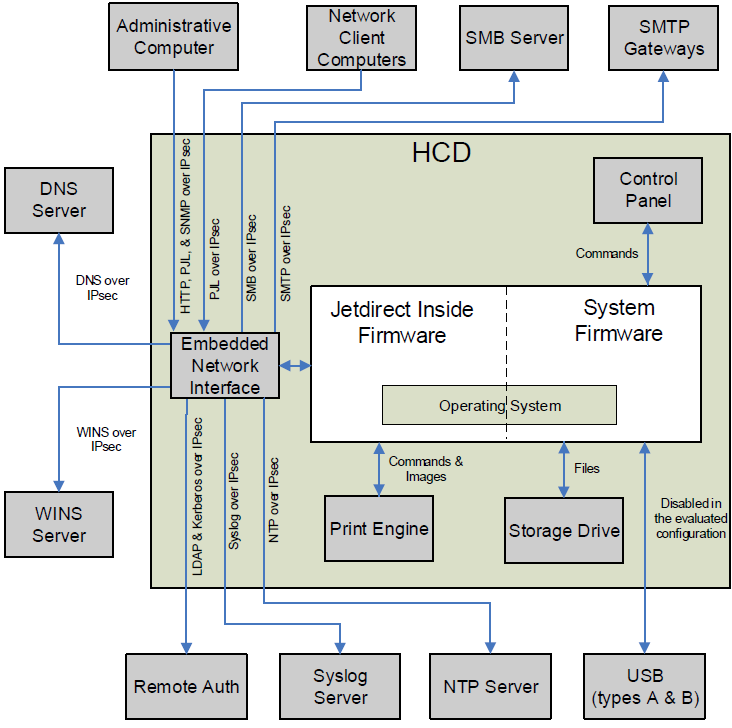 Administrative
Computer
Network
Client
Computers
SMB Server
SMTP
Gateways
HCD
DNS
Server
Control
Panel
HTTP, PJL, & SNMP over IPsec
PJL over IPsec
SMB over IPsec
SMTP over IPsec
Commands
DNS over
IPsec
Jetdirect Inside
Firmware
System
Firmware
Embedded
Network
Interface
Operating System
WINS over
IPsec
Commands &
Images
Files
LDAP & Kerberos over IPsec
Syslog over IPsec
NTP over IPsec
Disabled in
the evaluated
configuration
WINS
Server
Print Engine
Storage Drive
Remote Auth
Syslog
Server
NTP Server
USB
(types A & B)